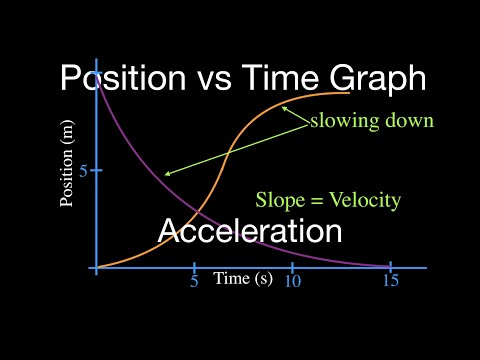 Position vs Time Graph
slowing down
Position (m)
5
Slope = Velocity
Acceleration
5
10
15
Time (s)